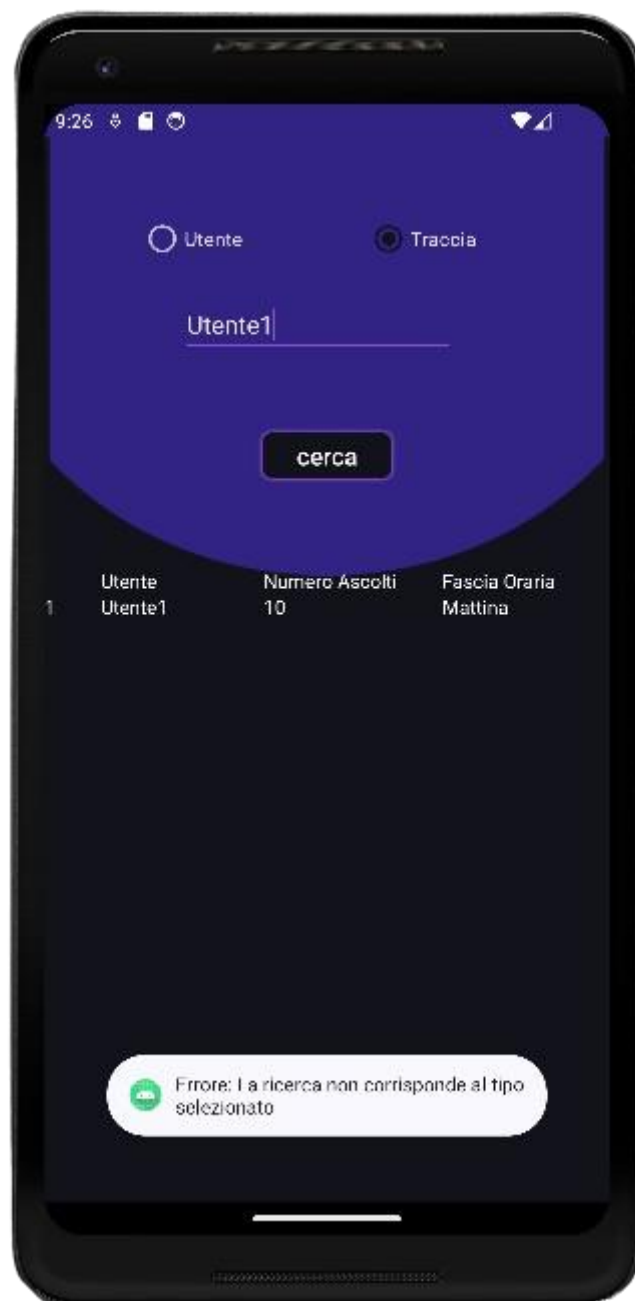 9:26
Utente Traccia
Utente1
cerca
Utente Numero Ascolti Fascia Oraria
1 Utente1 10 Mattina
Errore: La ricerca non corrisponde al tipo
selezionato